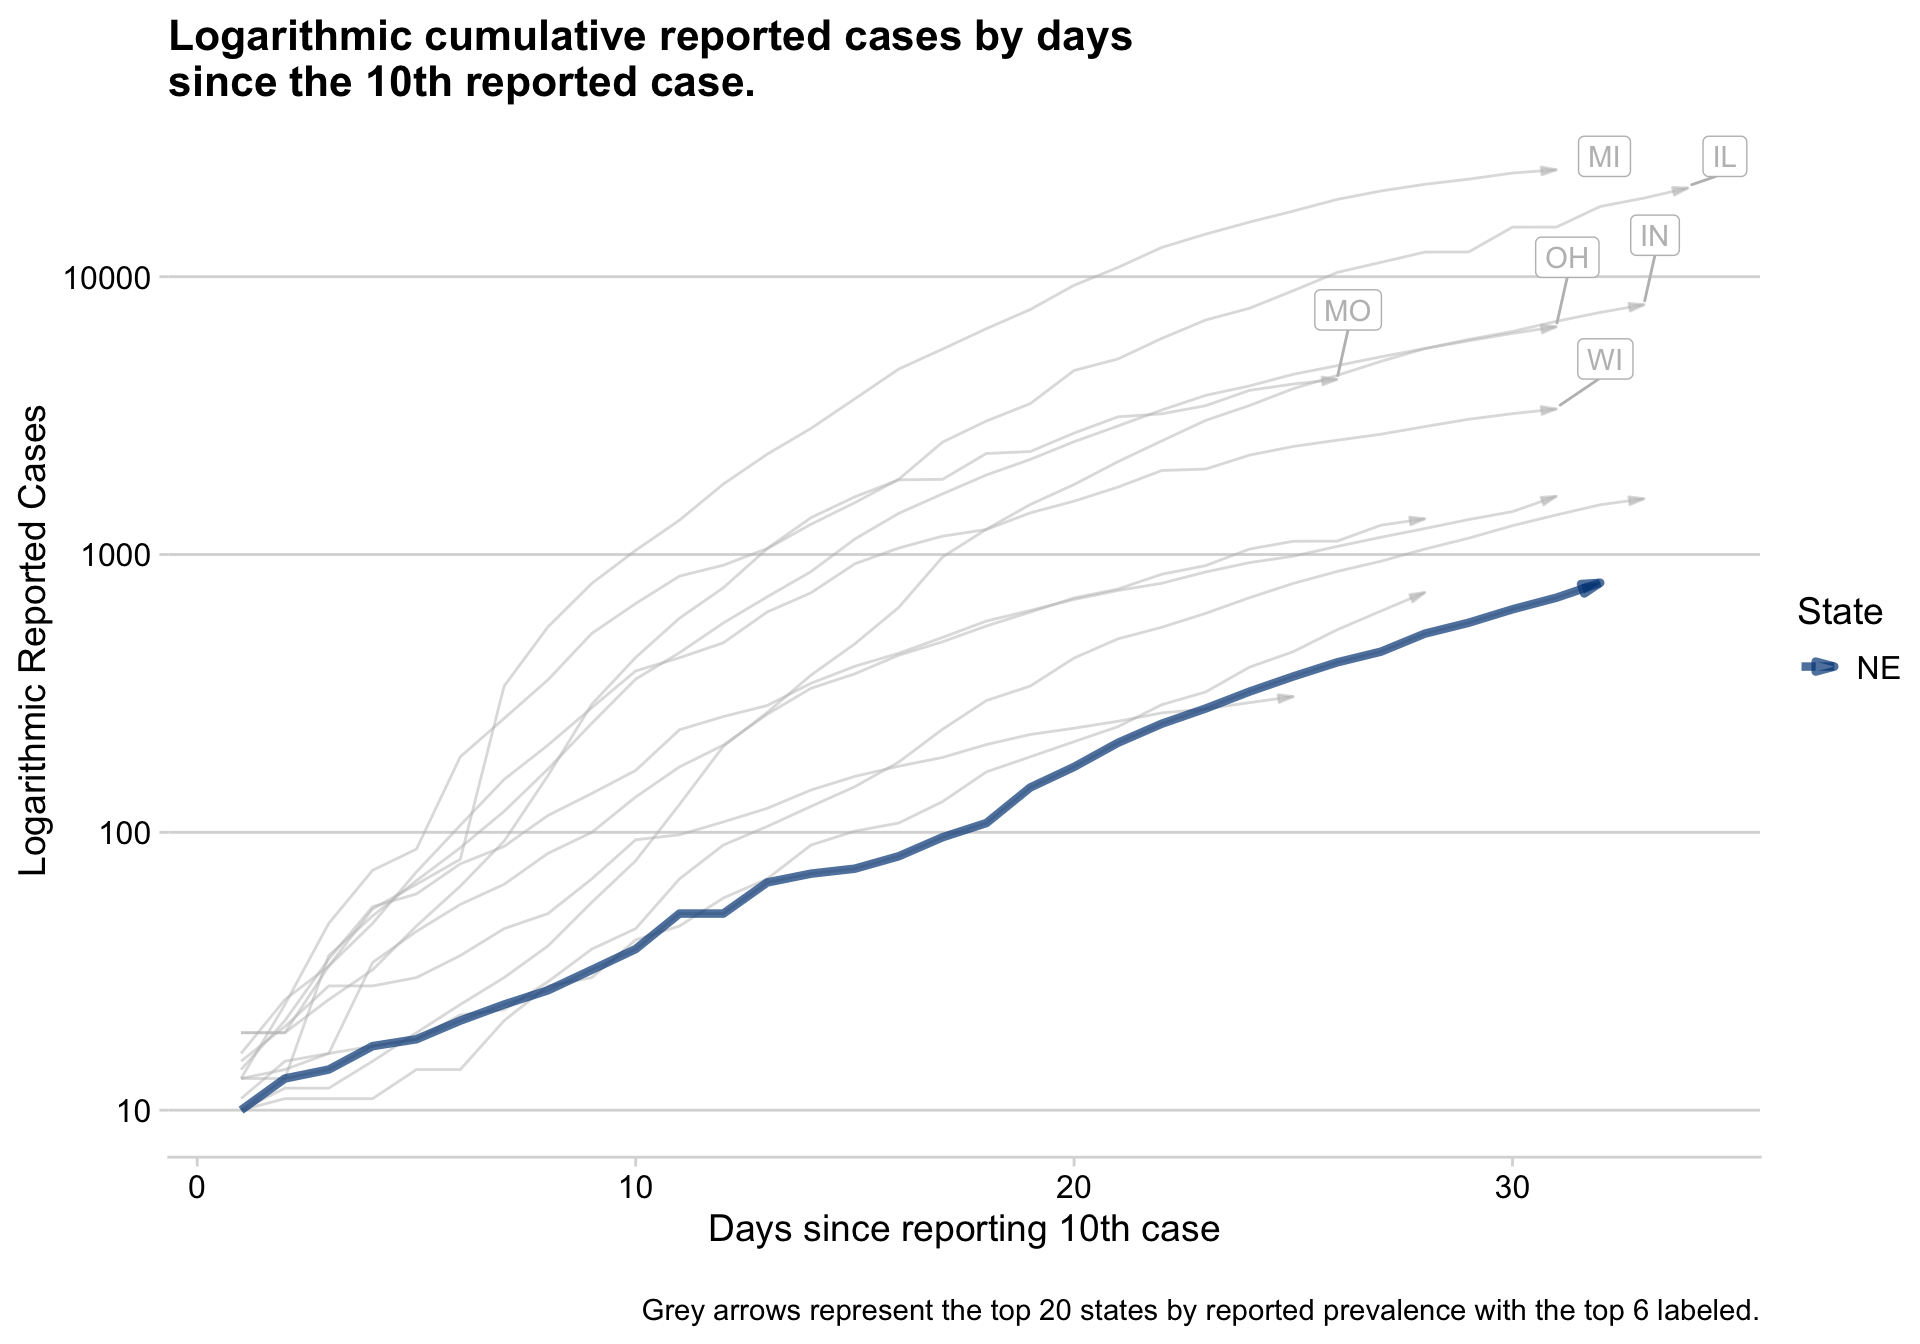 Logarithmic cumulative reported cases by days
since the 10th reported case.
MI
IL
IN
OH
MO
WI
10000
1000
100
10
Logarithmic Reported Cases
State
NE
0
10
20
30
Days since reporting 10th case
Grey arrows represent the top 20 states by reported prevalence with the top 6 labeled.